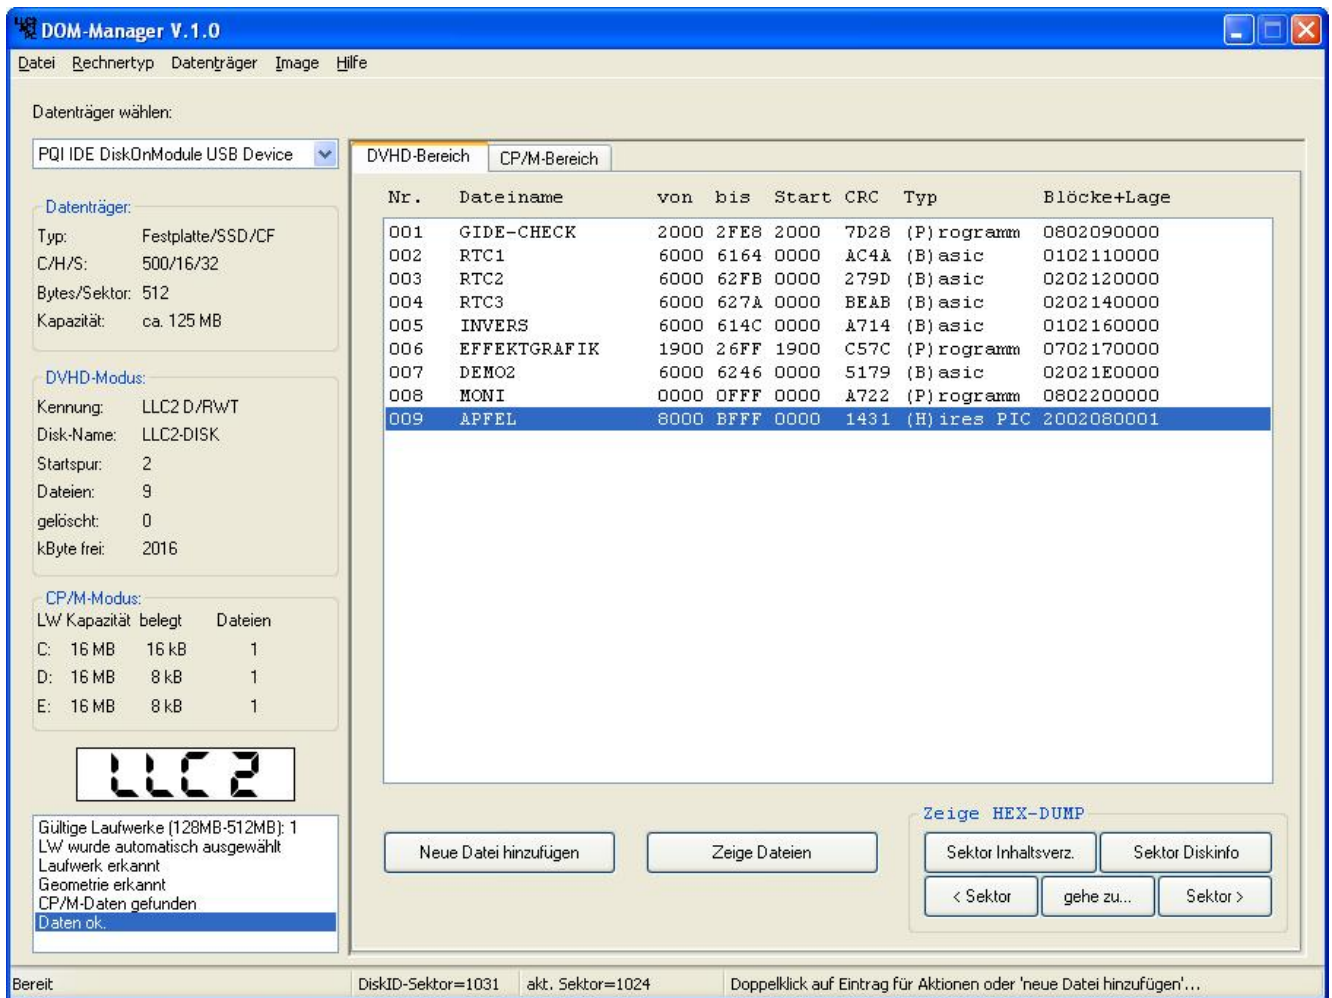 DOM-Manager V.1.0
Datei Rechnertyp Datenträger Image Hilfe
Datenträger wählen:
PQI IDE DiskOnModule USB Device
Datenträger:
Typ: Festplatte/SSD/CF
C/H/S: 500/16/32
Bytes/Sektor: 512
Kapazität: ca. 125 MB
DVHD-Modus:
Kennung: LLC2 D/RWT
Disk-Name: LLC2-DISK
Startspur: 2
Dateien: 9
gelöscht: 0
kByte frei: 2016
CP/M-Modus:
LW Kapazität belegt Dateien
C: 16 MB 16 kB 1
D: 16 MB 8 kB 1
E: 16 MB 8 kB 1
LLC2
Gültige Laufwerke (128MB-512MB): 1
LW wurde automatisch ausgewählt
Laufwerk erkannt
Geometrie erkannt
CP/M-Daten gefunden
Daten ok.
DVHD-Bereich CP/M-Bereich
Nr. Dateiname von bis Start CRC Typ Blöcke+Lage
001 GIDE-CHECK 2000 2FE8 2000 7D28 (P)rogramm 0802090000
002 RTC1 6000 6164 0000 AC4A (B)asic 0102110000
003 RTC2 6000 62FB 0000 279D (B)asic 0202120000
004 RTC3 6000 627A 0000 BEAB (B)asic 0202140000
005 INVERS 6000 614C 0000 A714 (B)asic 0102160000
006 EFFEKTGRAFIK 1900 26FF 1900 C57C (P)rogramm 0702170000
007 DEMO2 6000 6246 0000 5179 (B)asic 02021E0000
008 MONI 0000 0FFF 0000 A722 (P)rogramm 0802200000
009 APFEL 8000 BFFF 0000 1431 (H)ires PIC 2002080001
Neue Datei hinzufügen Zeige Dateien
Zeige HEX-DUMP
Sektor Inhaltsverz. Sektor Diskinfo
< Sektor gehe zu... Sektor >
Bereit DiskID-Sektor=1031 akt. Sektor=1024 Doppelklick auf Eintrag für Aktionen oder 'neue Datei hinzufügen'...